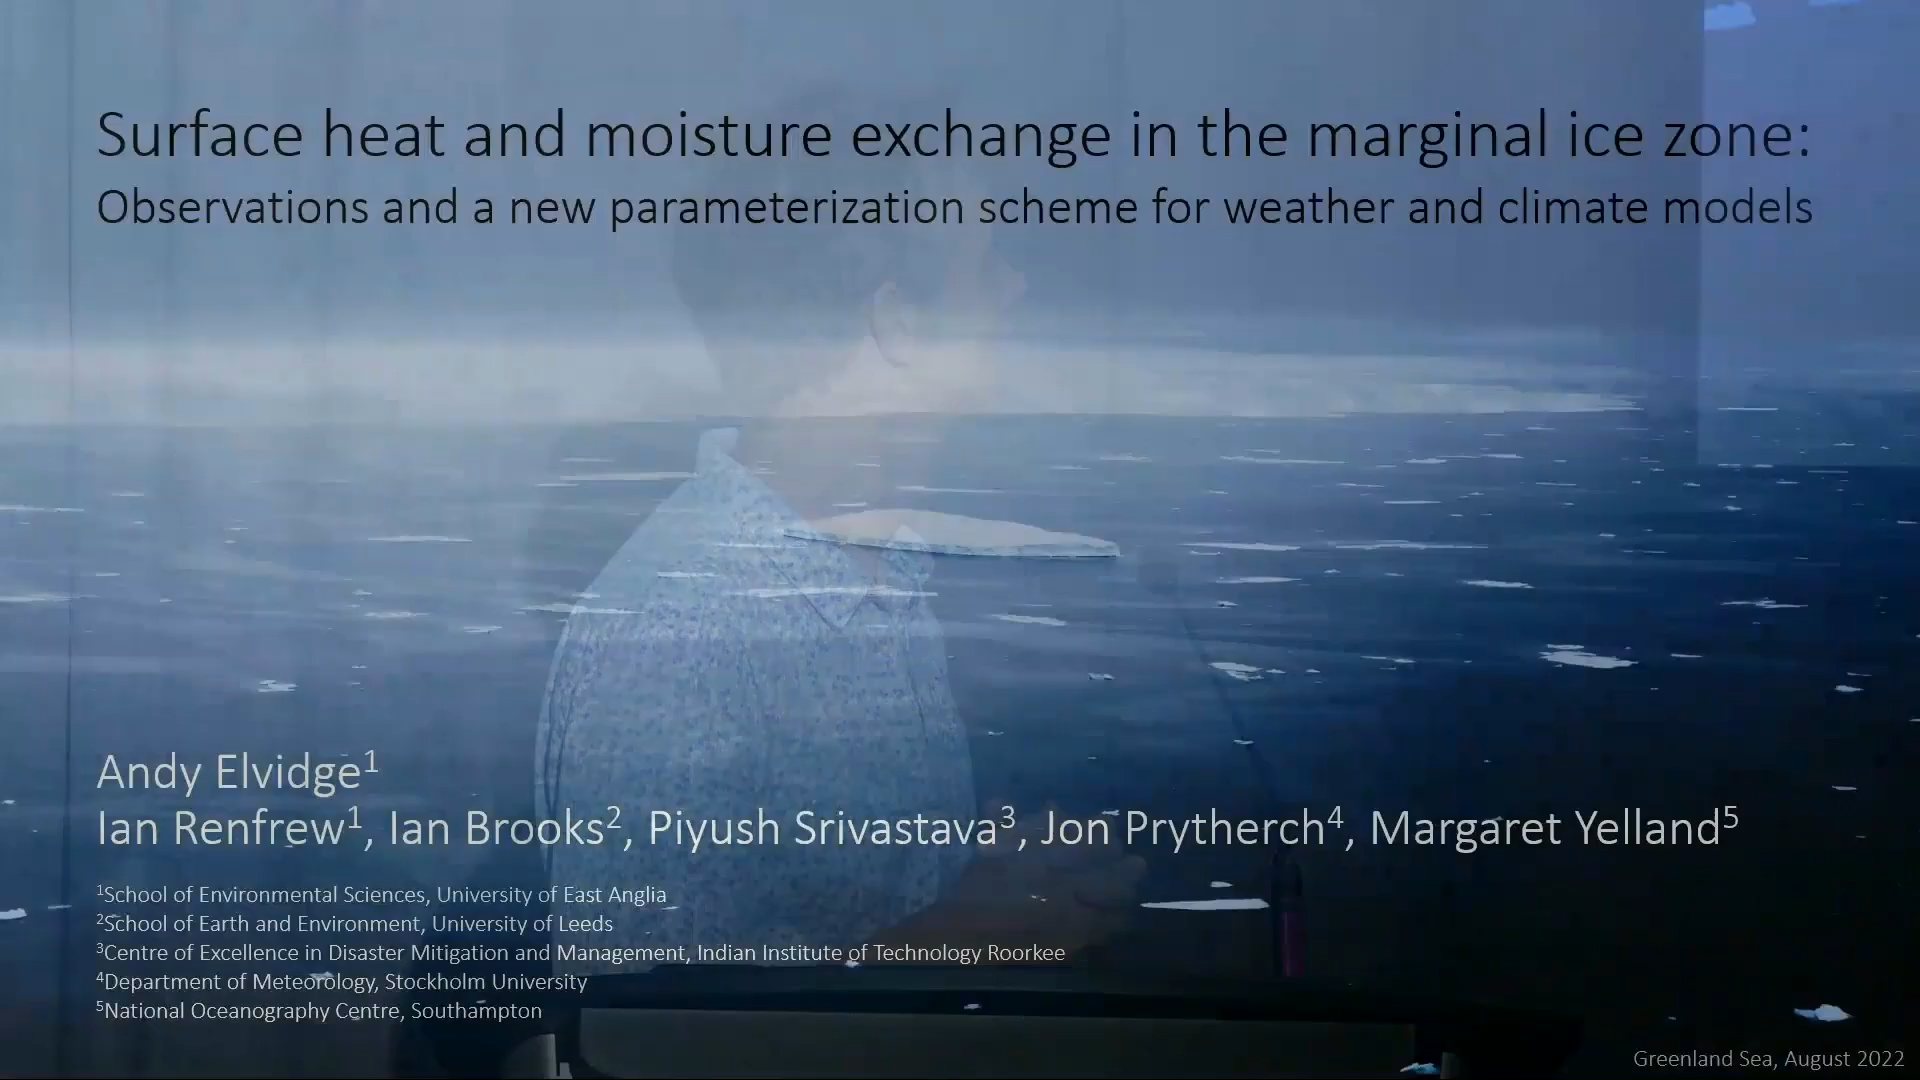 Surface heat and moisture exchange in the marginal ice zone:
Observations and a new parameterization scheme for weather and climate models
Andy Elvidge¹
Ian Renfrew¹, Ian Brooks², Piyush Srivastava³, Jon Prytherch⁴, Margaret Yelland⁵
¹School of Environmental Sciences, University of East Anglia
²School of Earth and Environment, University of Leeds
³Centre of Excellence in Disaster Mitigation and Management, Indian Institute of Technology Roorkee
⁴Department of Meteorology, Stockholm University
⁵National Oceanography Centre, Southampton
Greenland Sea, August 2022